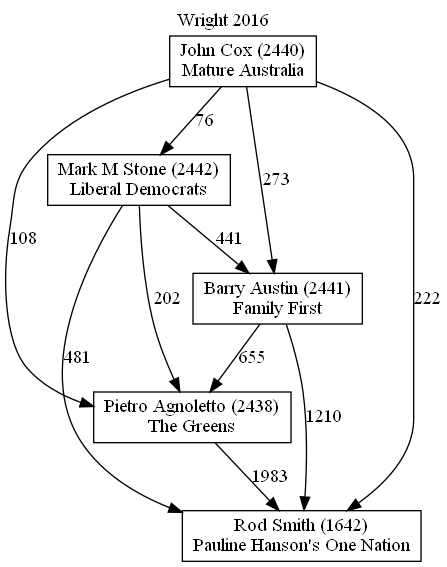 Wright 2016
John Cox (2440)
Mature Australia
76
Mark M Stone (2442)
Liberal Democrats
273
108
441
222
202
Barry Austin (2441)
Family First
481
655
1210
Pietro Agnoletto (2438)
The Greens
1983
Rod Smith (1642)
Pauline Hanson's One Nation